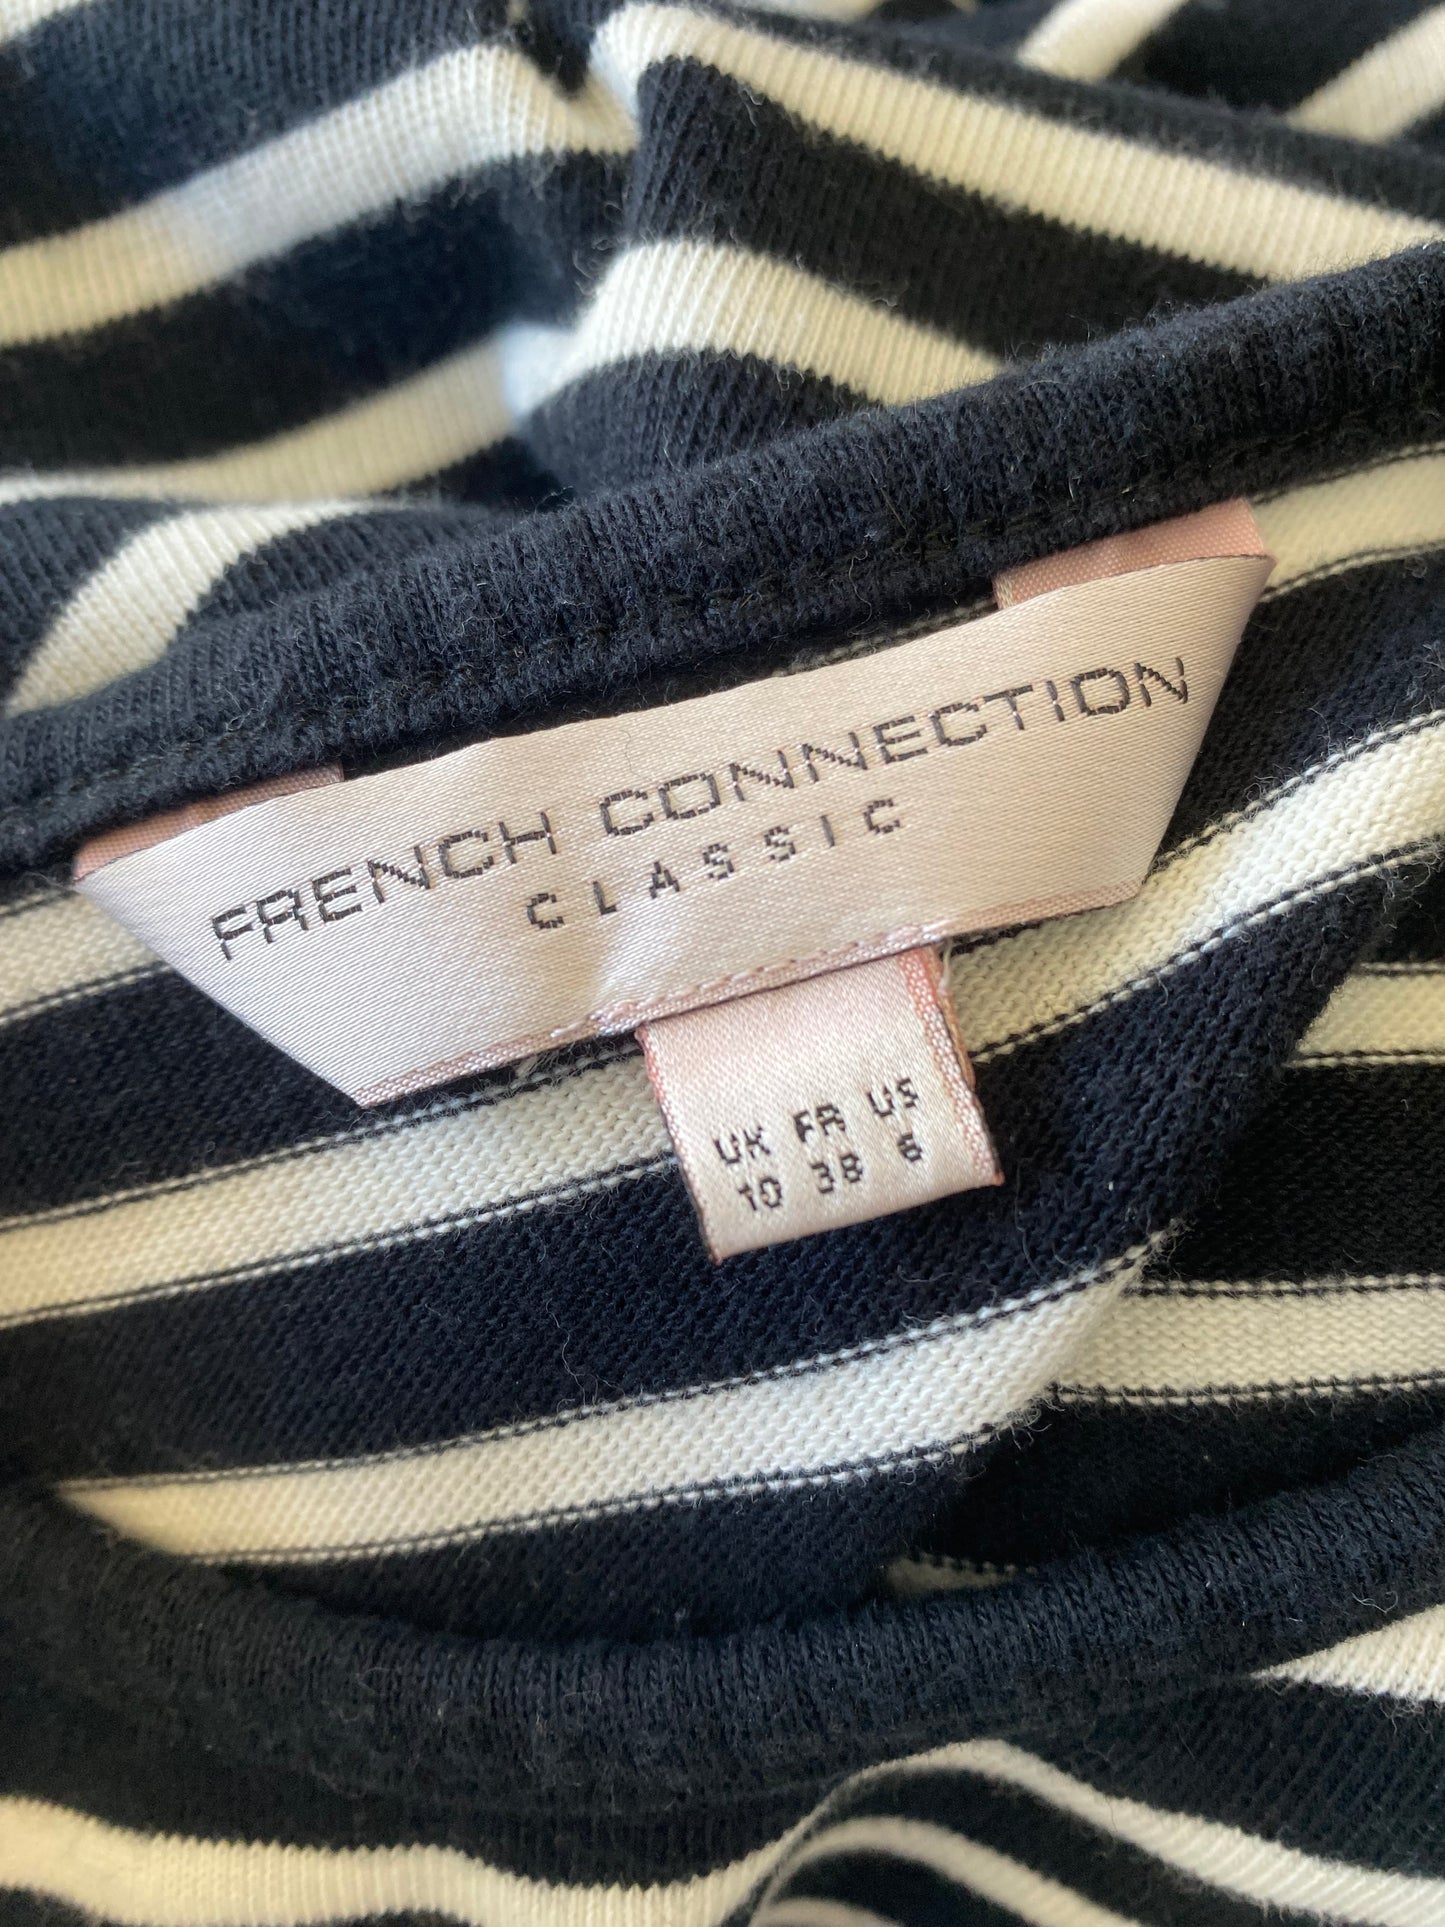 FRENCH CONNECTION
CLASSIC
UK FR US
10 38 6